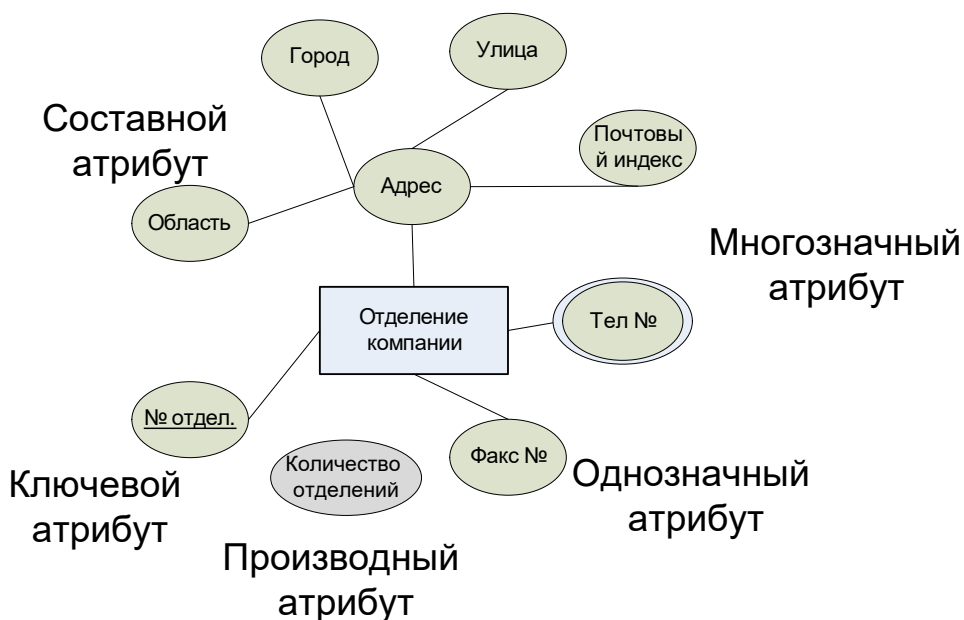 Город
Улица
Составной
атрибут
Почтовы
й индекс
Адрес
Область
Многозначный
атрибут
Отделение
компании
Тел №
№ отдел.
Факс №
Количество
отделений
Ключевой
атрибут
Однозначный
атрибут
Производный
атрибут